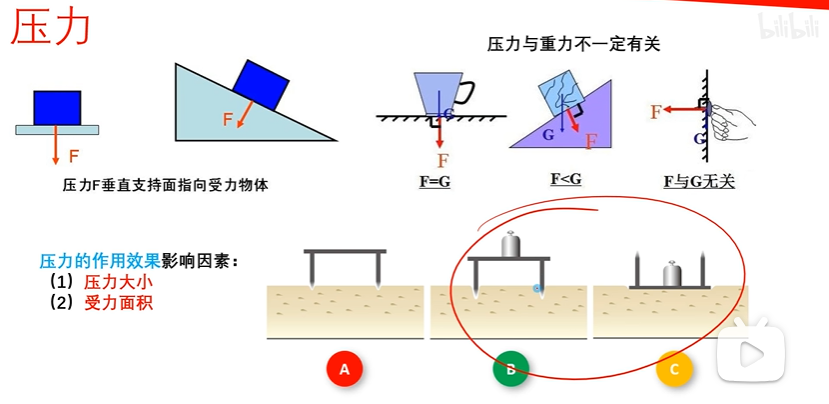 压力
bilibili
压力与重力不一定有关
F
F
G
F
G
F
F
G
压力F垂直支持面指向受力物体
F=G
F<G
F与G无关
压力的作用效果影响因素：
（1）压力大小
（2）受力面积
A
B
C